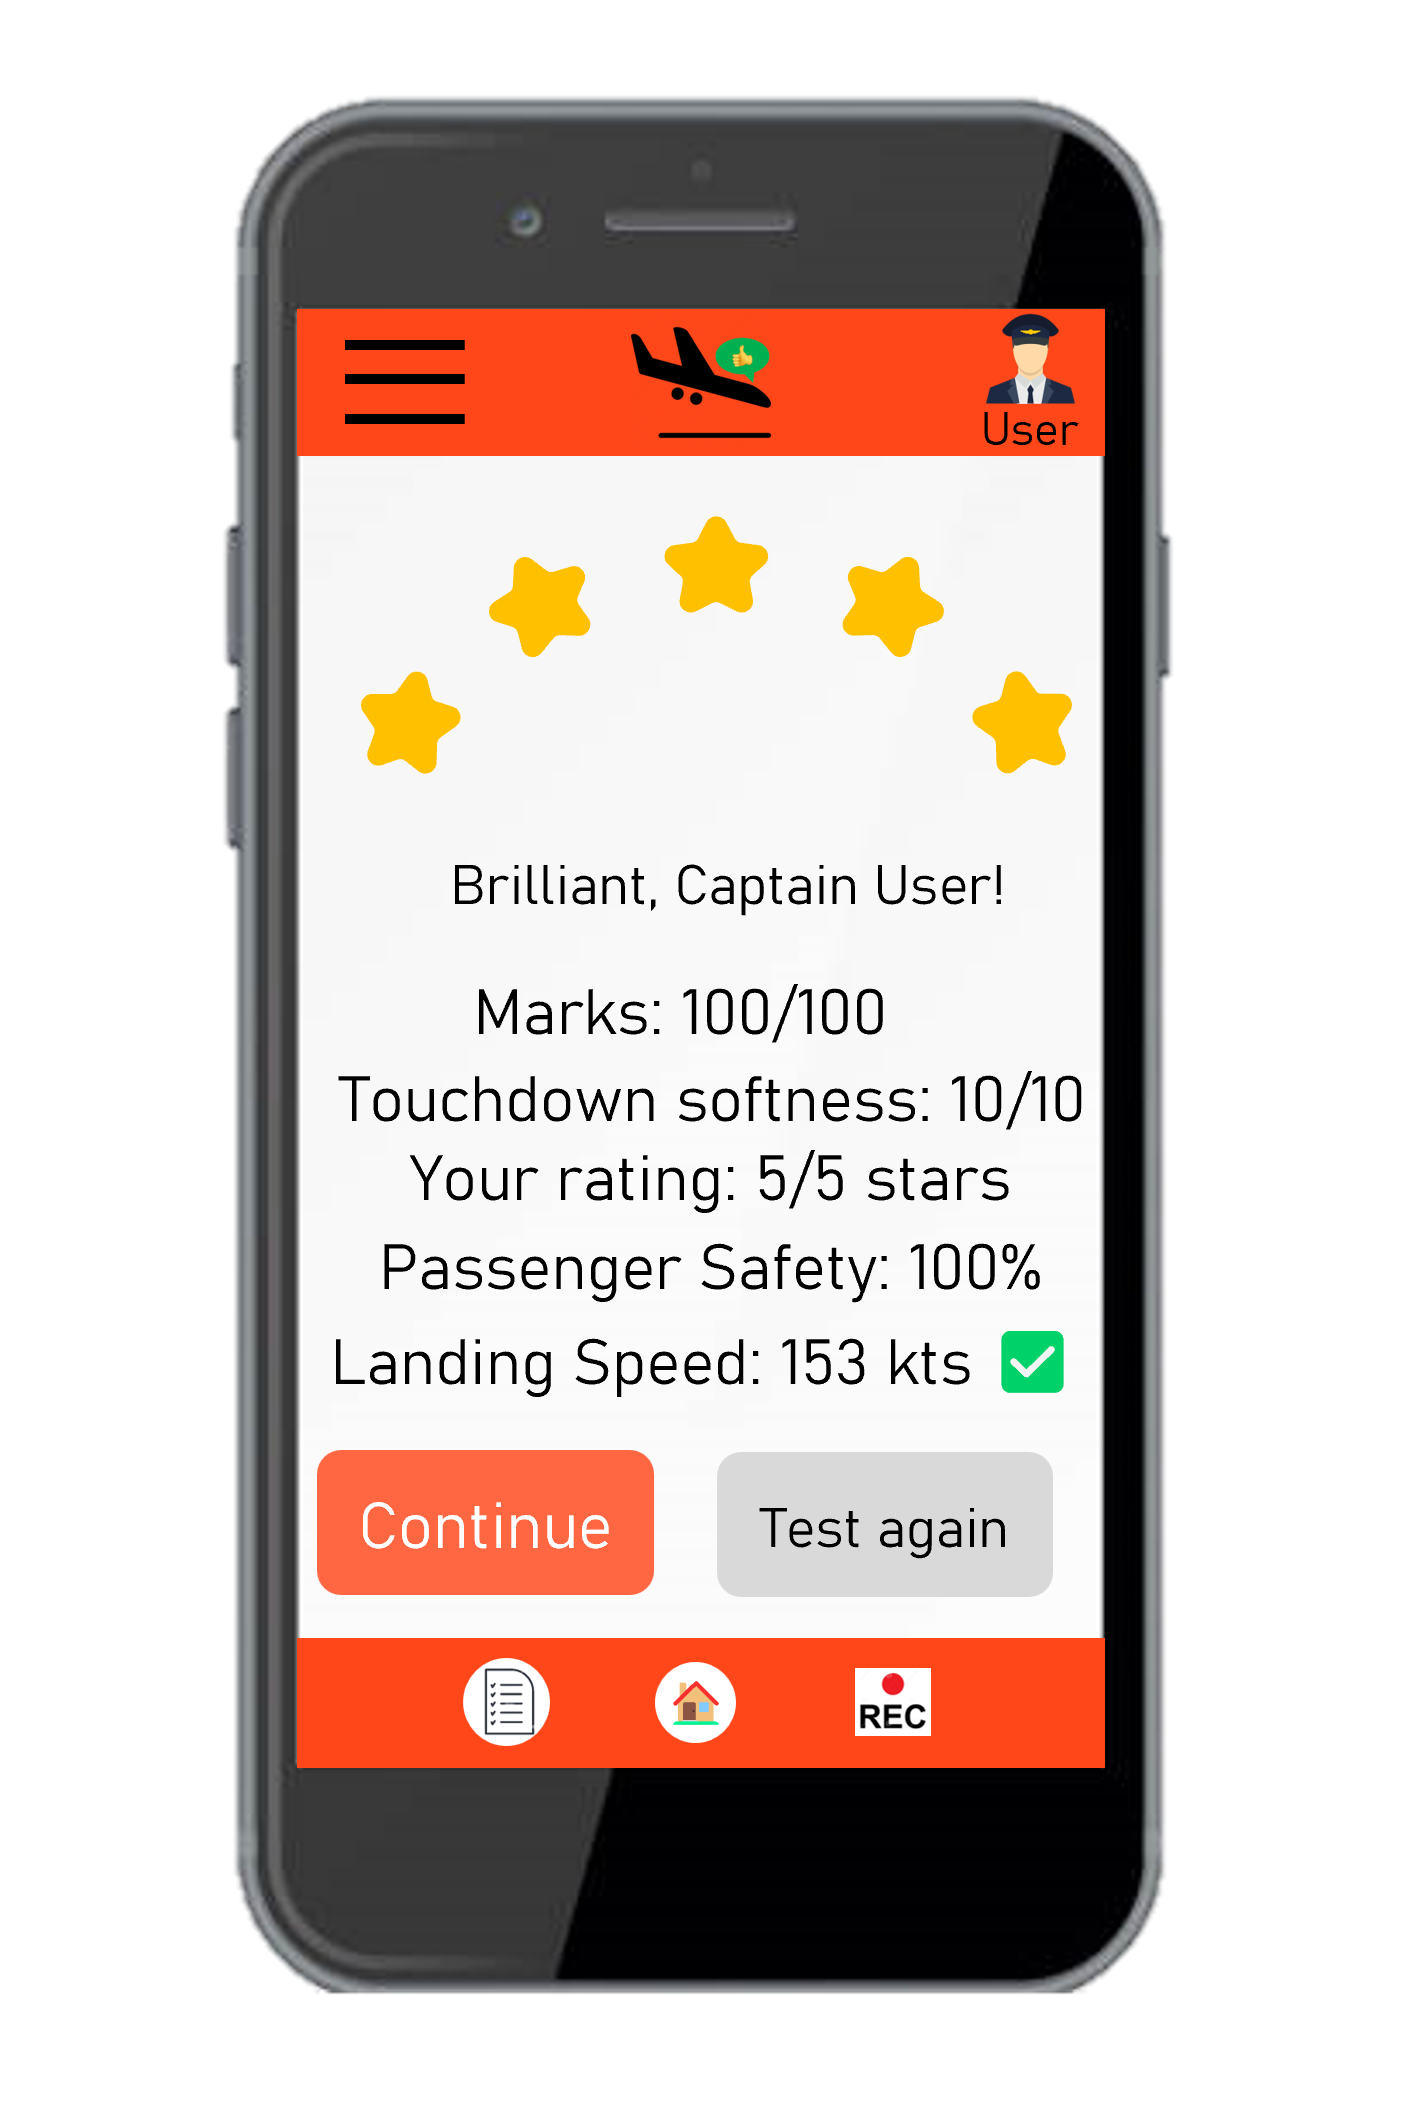 User
Brilliant, Captain User!
Marks: 100/100
Touchdown softness: 10/10
Your rating: 5/5 stars
Passenger Safety: 100%
Landing Speed: 153 kts
Continue
Test again
REC